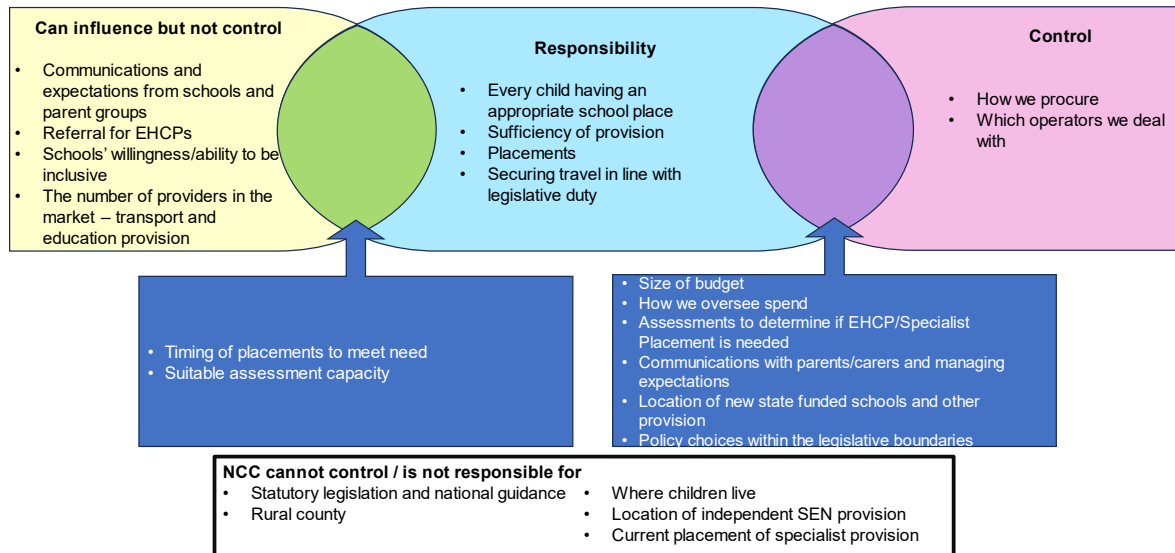 Can influence but not control
• Communications and
expectations from schools and
parent groups
• Referral for EHCPs
• Schools' willingness/ability to be
inclusive
• The number of providers in the
market – transport and
education provision
Responsibility
• Every child having an
appropriate school place
• Sufficiency of provision
• Placements
• Securing travel in line with
legislative duty
Control
• How we procure
• Which operators we deal
with
• Timing of placements to meet need
• Suitable assessment capacity
• Size of budget
• How we oversee spend
• Assessments to determine if EHCP/Specialist
Placement is needed
• Communications with parents/carers and managing
expectations
• Location of new state funded schools and other
provision
• Policy choices within the legislative boundaries
NCC cannot control / is not responsible for
• Statutory legislation and national guidance
• Rural county
• Where children live
• Location of independent SEN provision
• Current placement of specialist provision